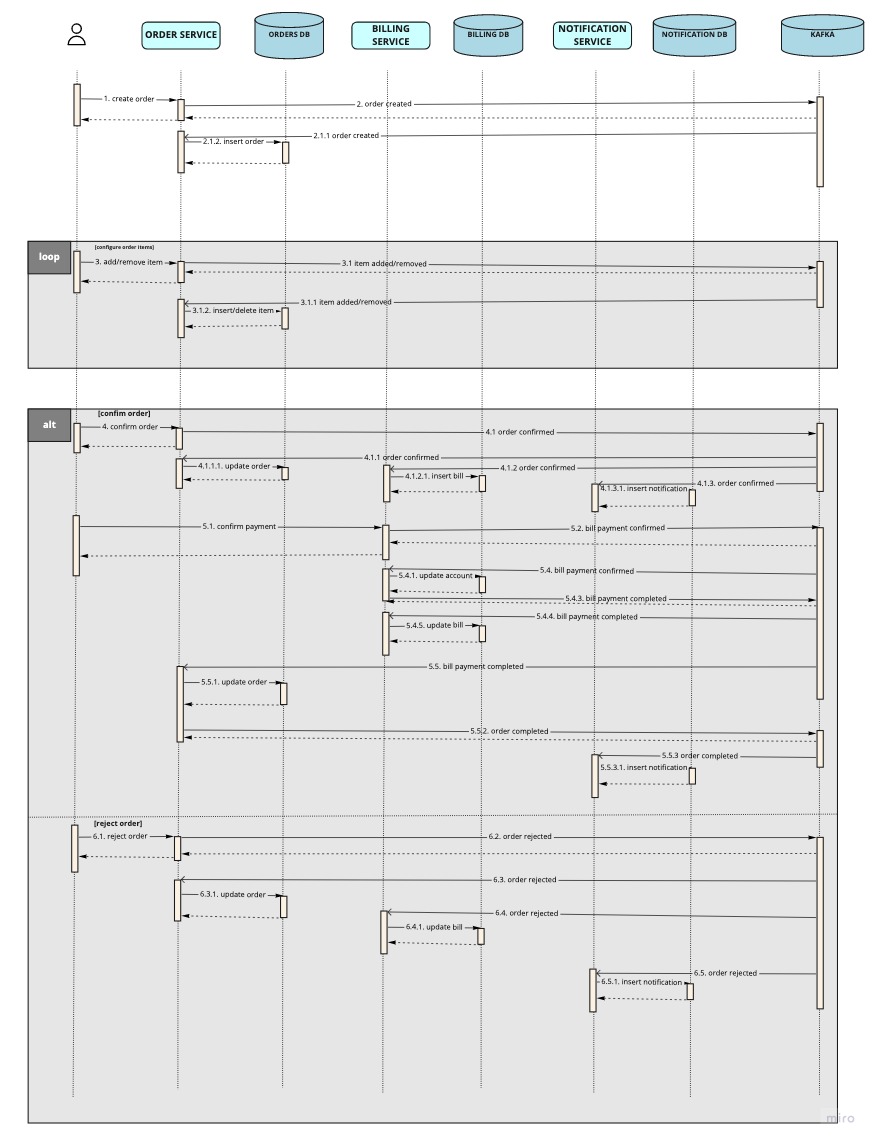 ORDER SERVICE
ORDERS DB
BILLING
SERVICE
BILLING DB
NOTIFICATION
SERVICE
NOTIFICATION DB
KAFKA
1. create order
2. order created
2.1.1 order created
2.1.2. insert order
loop
[configure order items]
3. add/remove item
3.1 item added/removed
3.1.1 item added/removed
3.1.2. insert/delete item
alt
[confim order]
4. confirm order
4.1 order confirmed
4.1.1 order confirmed
4.1.1.1. update order
4.1.2 order confirmed
4.1.2.1. insert bill
4.1.3. order confirmed
4.1.3.1. insert notification
5.1. confirm payment
5.2. bill payment confirmed
5.4. bill payment confirmed
5.4.1. update account
5.4.3. bill payment completed
5.4.4. bill payment completed
5.4.5. update bill
5.5. bill payment completed
5.5.1. update order
5.5.2. order completed
5.5.3 order completed
5.5.3.1. insert notification
[reject order]
6.1. reject order
6.2. order rejected
6.3. order rejected
6.3.1. update order
6.4. order rejected
6.4.1. update bill
6.5. order rejected
6.5.1. insert notification
miro